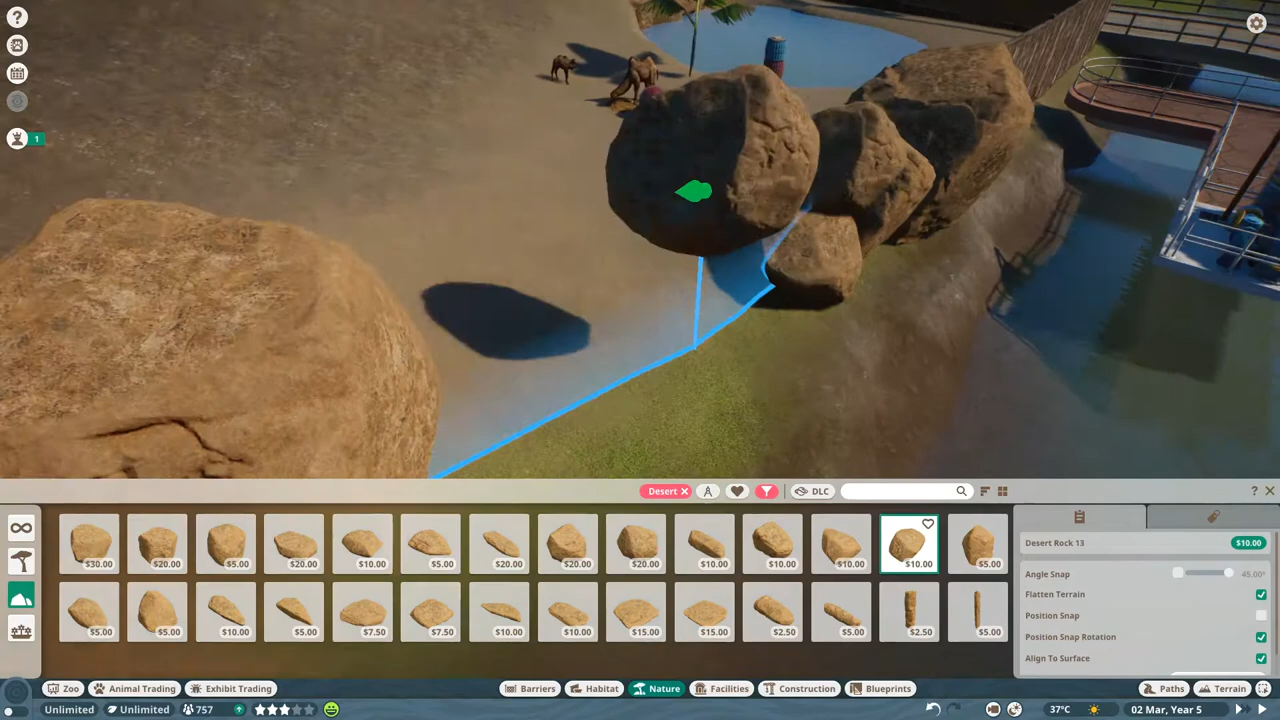 ?
1
Desert ✕
DLC
? ✕
$30.00 $20.00 $5.00 $20.00 $10.00 $5.00 $20.00 $20.00 $20.00 $10.00 $10.00 $10.00 $10.00 $5.00
$5.00 $5.00 $10.00 $5.00 $7.50 $7.50 $10.00 $10.00 $15.00 $15.00 $2.50 $5.00 $2.50 $5.00
Desert Rock 13 $10.00
Angle Snap 45.00°
Flatten Terrain
Position Snap
Position Snap Rotation
Align To Surface
Zoo Animal Trading Exhibit Trading Barriers Habitat Nature Facilities Construction Blueprints Paths Terrain
Unlimited Unlimited 757 37°C 02 Mar, Year 5